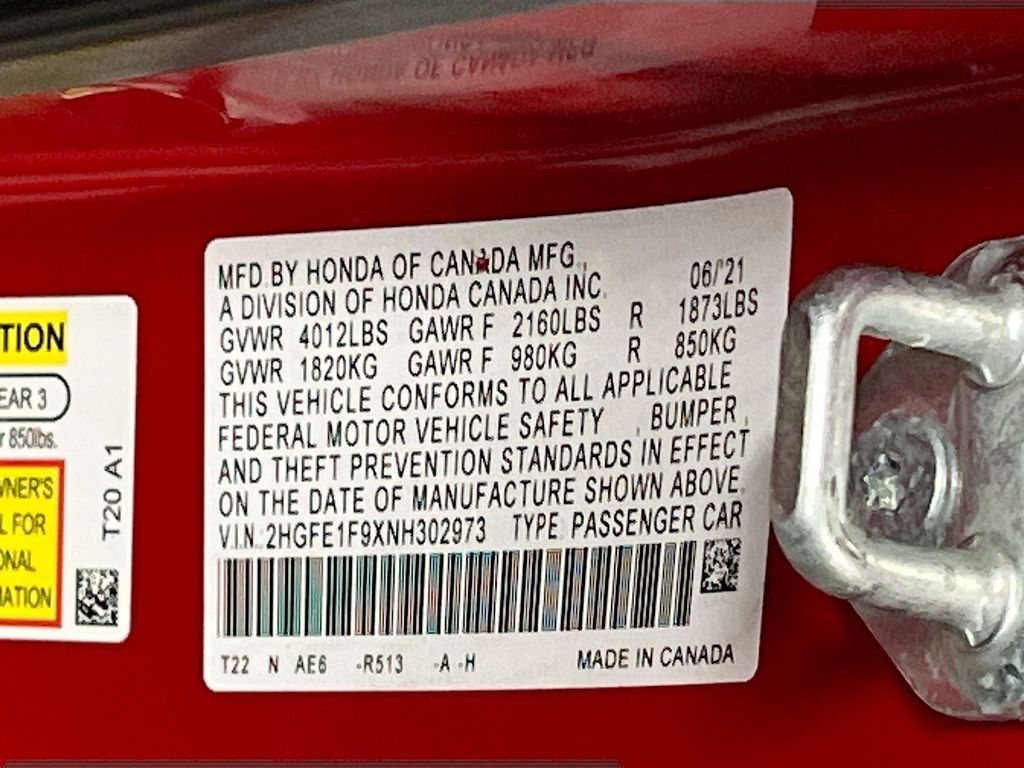 MFD.BY HONDA OF CANADA MFG.,
A DIVISION OF HONDA CANADA INC. 06/'21
GVWR 4012LBS GAWR F 2160LBS R 1873LBS
GVWR 1820KG GAWR F 980KG R 850KG
THIS VEHICLE CONFORMS TO ALL APPLICABLE
FEDERAL MOTOR VEHICLE SAFETY , BUMPER ,
AND THEFT PREVENTION STANDARDS IN EFFECT
ON THE DATE OF MANUFACTURE SHOWN ABOVE.
V.I.N. 2HGFE1F9XNH302973 TYPE: PASSENGER CAR
T22 N AE6 -R513 -A -H MADE IN CANADA
TION
EAR 3
r 850lbs.
WNER'S
L FOR
ONAL
MATION
T20 A1